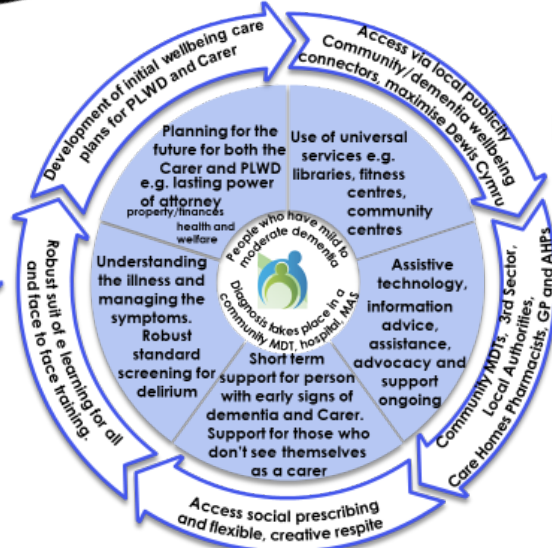 Development of initial wellbeing care
plans for PLWD and Carer
Access via local publicity
Community/dementia wellbeing
connectors, maximise Dewis Cymru
Community MDTs, 3rd Sector,
Local Authorities,
Care Homes Pharmacists, GP and AHPs
Access social prescribing
and flexible, creative respite
Robust suit of e learning for all
and face to face training.
Planning for the
future for both the
Carer and PLWD
e.g. lasting power
of attorney
property/finances
health and
welfare
Use of universal
services e.g.
libraries, fitness
centres,
community
centres
Assistive
technology,
information
advice,
assistance,
advocacy and
support
ongoing
Short term
support for person
with early signs of
dementia and Carer.
Support for those who
don't see themselves
as a carer
Understanding
the illness and
managing the
symptoms.
Robust
standard
screening for
delirium
People who have mild to
moderate dementia
Diagnosis takes place in a
community MDT, hospital, MAS